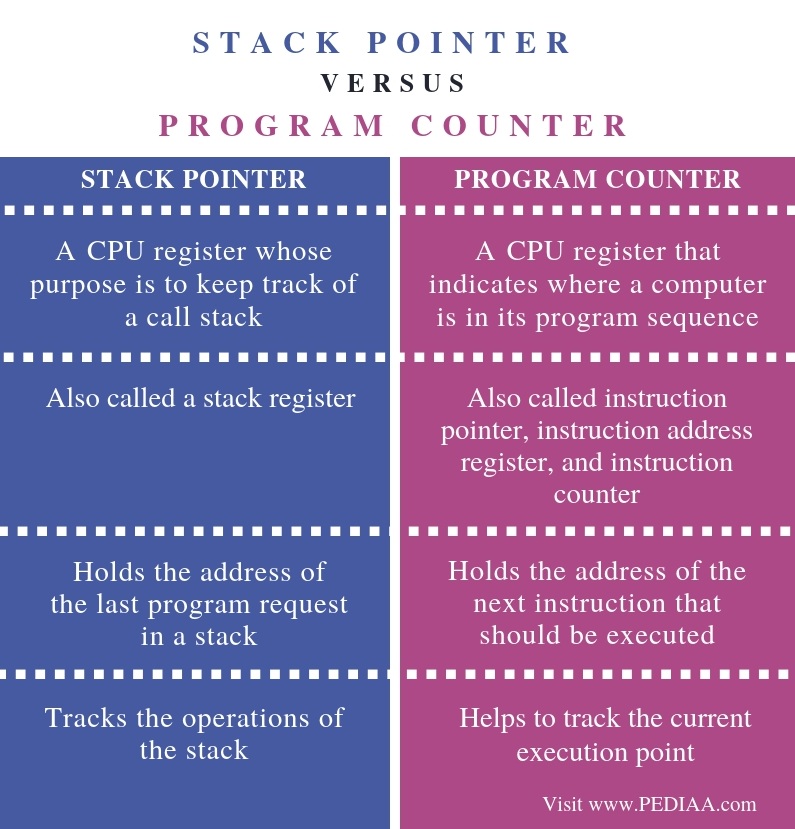 STACK POINTER
VERSUS
PROGRAM COUNTER
STACK POINTER
A CPU register whose
purpose is to keep track of
a call stack
Also called a stack register
Holds the address of
the last program request
in a stack
Tracks the operations of
the stack
PROGRAM COUNTER
A CPU register that
indicates where a computer
is in its program sequence
Also called instruction
pointer, instruction address
register, and instruction
counter
Holds the address of the
next instruction that
should be executed
Helps to track the current
execution point
Visit www.PEDIAA.com